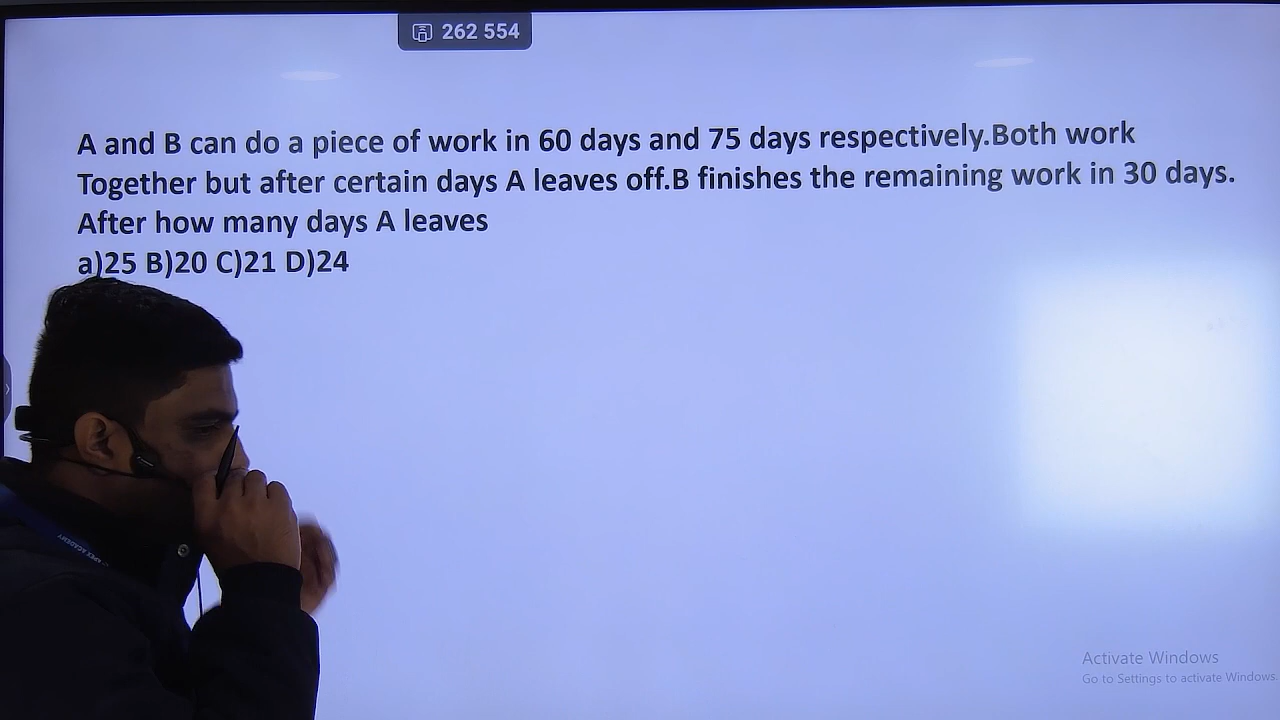 262 554
A and B can do a piece of work in 60 days and 75 days respectively.Both work
Together but after certain days A leaves off.B finishes the remaining work in 30 days.
After how many days A leaves
a)25 B)20 C)21 D)24
APEX ACADEMY
Activate Windows
Go to Settings to activate Windows.